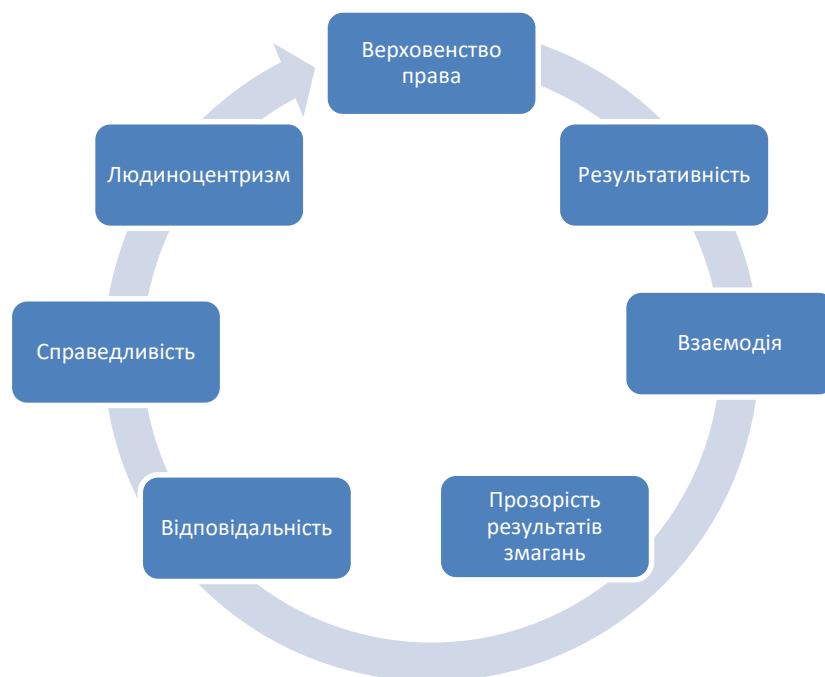 Верховенство
права
Результативність
Взаємодія
Прозорість
результатів
змагань
Відповідальність
Справедливість
Людиноцентризм